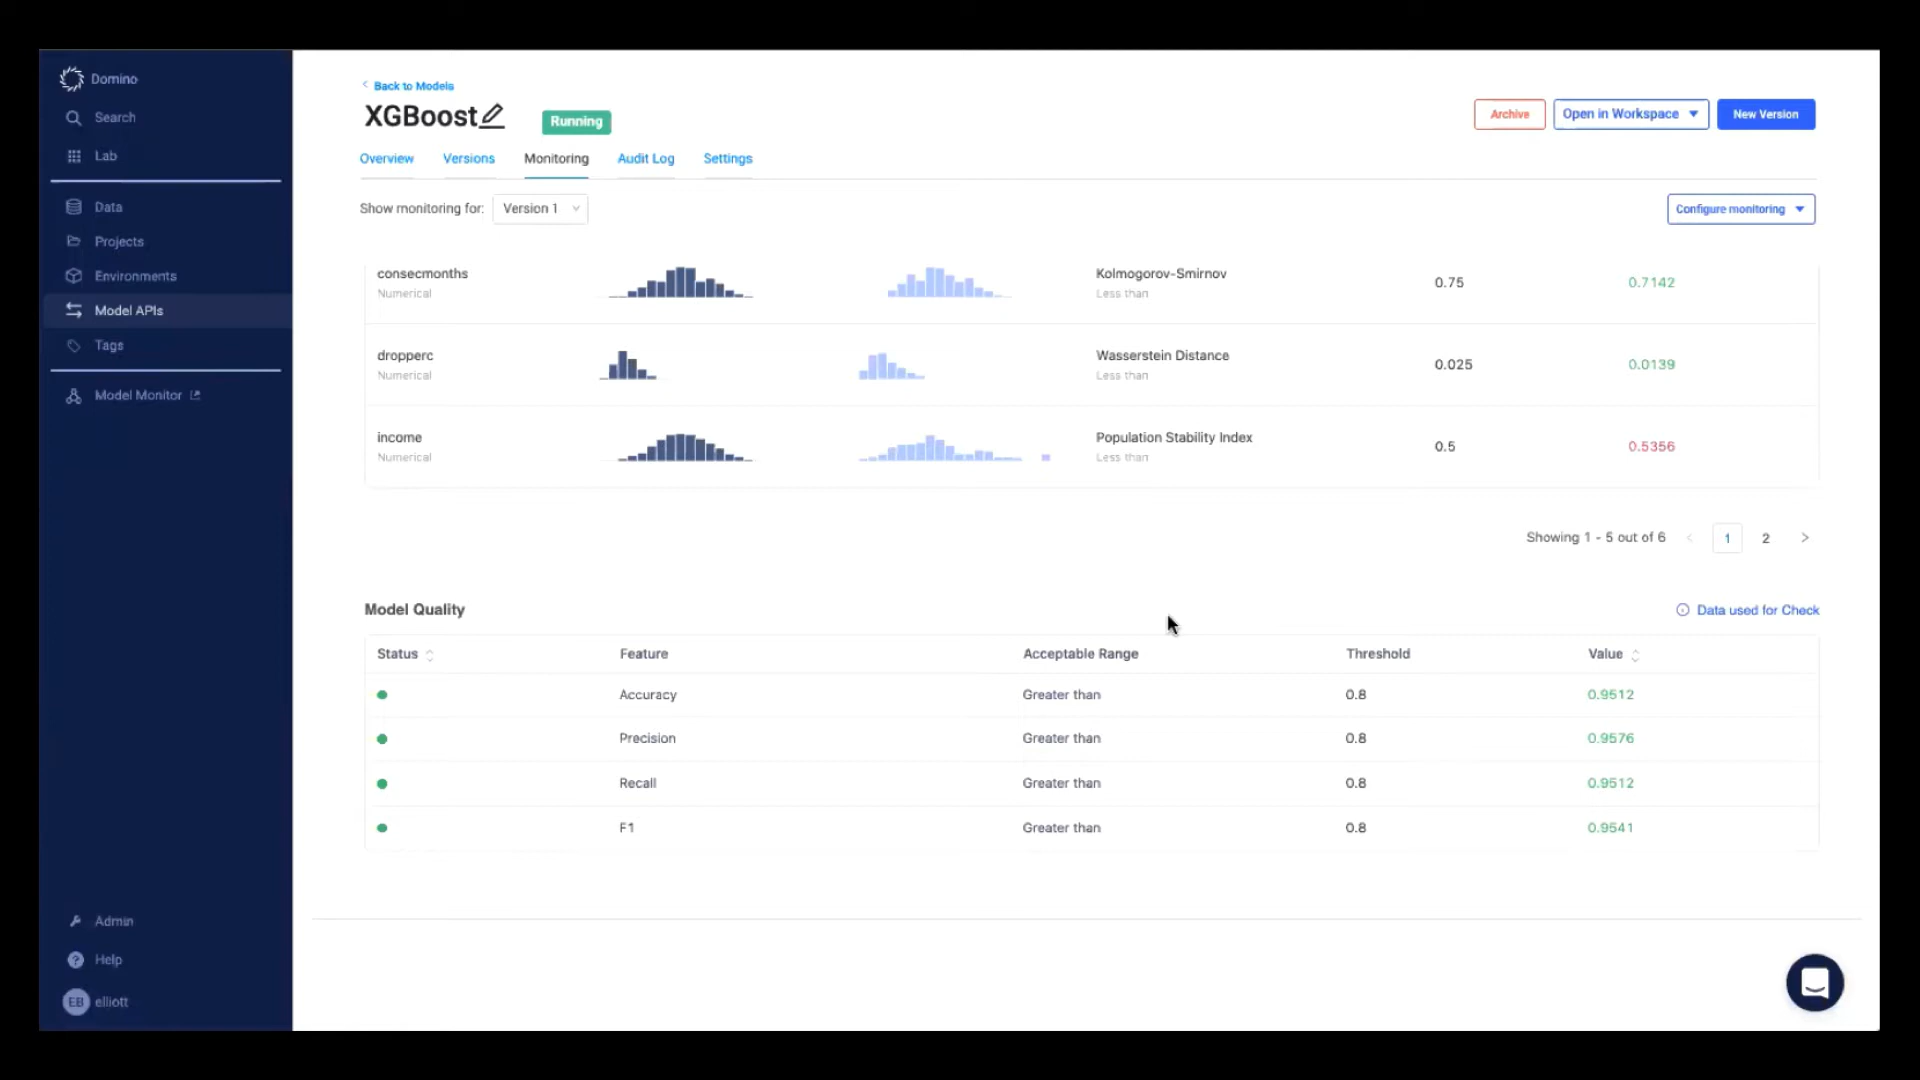 Domino
Search
Lab
Data
Projects
Environments
Model APIs
Tags
Model Monitor
Admin
Help
EB elliott
Back to Models
XGBoost Running
Archive Open in Workspace New Version
Overview Versions Monitoring Audit Log Settings
Show monitoring for: Version 1 Configure monitoring
consecmonths Kolmogorov-Smirnov 0.75 0.7142
Numerical Less than
dropperc Wasserstein Distance 0.025 0.0139
Numerical Less than
income Population Stability Index 0.5 0.5356
Numerical Less than
Showing 1 - 5 out of 6 < 1 2 >
Model Quality Data used for Check
Status Feature Acceptable Range Threshold Value
Accuracy Greater than 0.8 0.9512
Precision Greater than 0.8 0.9576
Recall Greater than 0.8 0.9512
F1 Greater than 0.8 0.9541